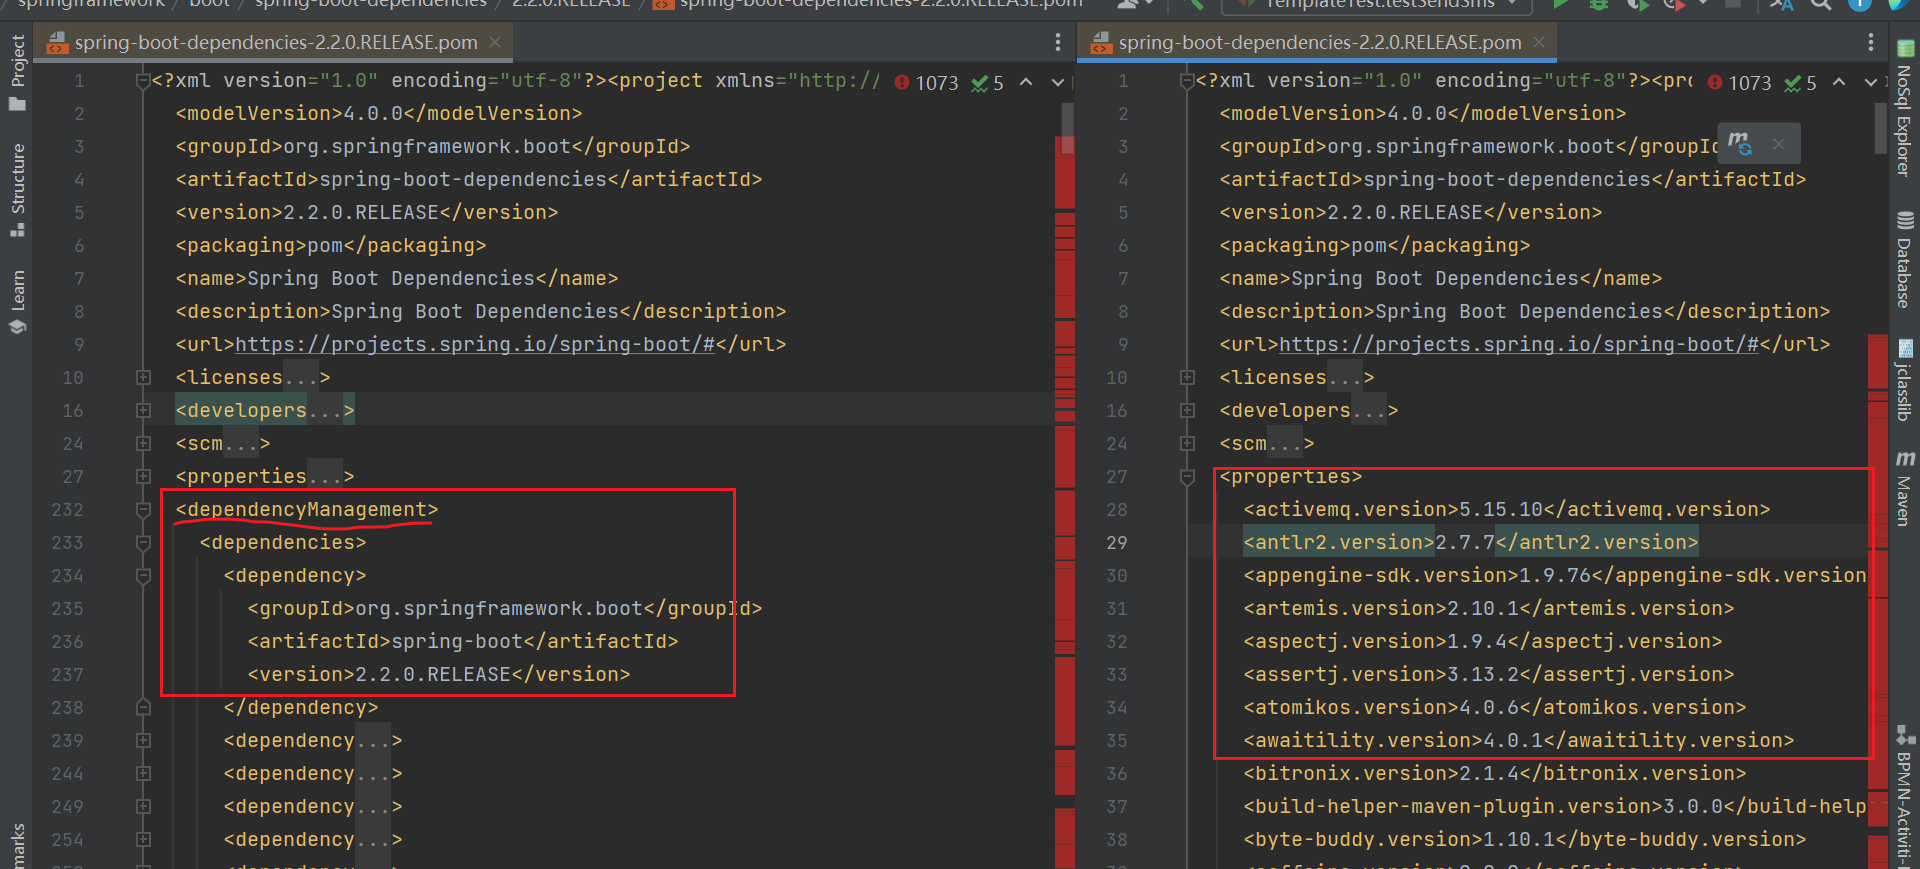 springframework / boot / spring-boot-dependencies / 2.2.0.RELEASE / spring-boot-dependencies-2.2.0.RELEASE.pom
TemplateTest.testSendSms
spring-boot-dependencies-2.2.0.RELEASE.pom
1 <?xml version="1.0" encoding="utf-8"?><project xmlns="http:// 1073 5
2 <modelVersion>4.0.0</modelVersion>
3 <groupId>org.springframework.boot</groupId>
4 <artifactId>spring-boot-dependencies</artifactId>
5 <version>2.2.0.RELEASE</version>
6 <packaging>pom</packaging>
7 <name>Spring Boot Dependencies</name>
8 <description>Spring Boot Dependencies</description>
9 <url>https://projects.spring.io/spring-boot/#</url>
10 <licenses...>
16 <developers...>
24 <scm...>
27 <properties...>
232 <dependencyManagement>
233 <dependencies>
234 <dependency>
235 <groupId>org.springframework.boot</groupId>
236 <artifactId>spring-boot</artifactId>
237 <version>2.2.0.RELEASE</version>
238 </dependency>
239 <dependency...>
244 <dependency...>
249 <dependency...>
254 <dependency...>
spring-boot-dependencies-2.2.0.RELEASE.pom
1 <?xml version="1.0" encoding="utf-8"?><pro 1073 5
2 <modelVersion>4.0.0</modelVersion>
3 <groupId>org.springframework.boot</groupId
4 <artifactId>spring-boot-dependencies</artifactId>
5 <version>2.2.0.RELEASE</version>
6 <packaging>pom</packaging>
7 <name>Spring Boot Dependencies</name>
8 <description>Spring Boot Dependencies</description>
9 <url>https://projects.spring.io/spring-boot/#</url>
10 <licenses...>
16 <developers...>
24 <scm...>
27 <properties>
28 <activemq.version>5.15.10</activemq.version>
29 <antlr2.version>2.7.7</antlr2.version>
30 <appengine-sdk.version>1.9.76</appengine-sdk.version
31 <artemis.version>2.10.1</artemis.version>
32 <aspectj.version>1.9.4</aspectj.version>
33 <assertj.version>3.13.2</assertj.version>
34 <atomikos.version>4.0.6</atomikos.version>
35 <awaitility.version>4.0.1</awaitility.version>
36 <bitronix.version>2.1.4</bitronix.version>
37 <build-helper-maven-plugin.version>3.0.0</build-help
38 <byte-buddy.version>1.10.1</byte-buddy.version>
Project
Structure
Learn
marks
NoSql Explorer
Database
jclasslib
Maven
BPMN-Activiti-